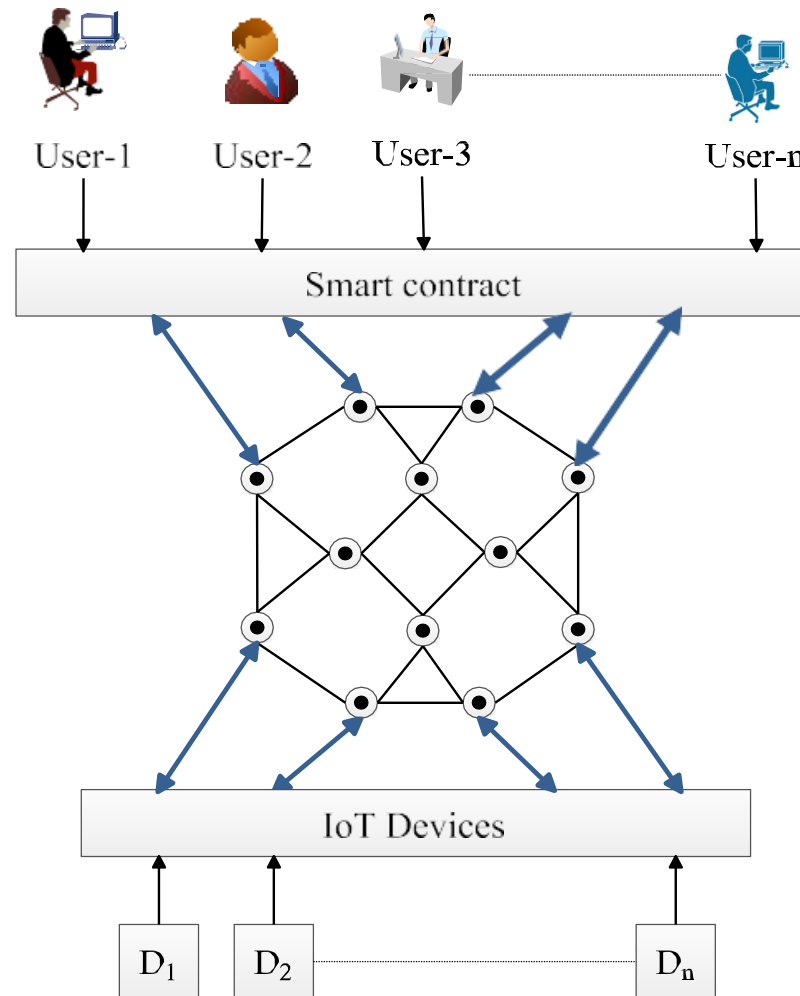 User-1 User-2 User-3 User-n
Smart contract
IoT Devices
D1 D2 Dn